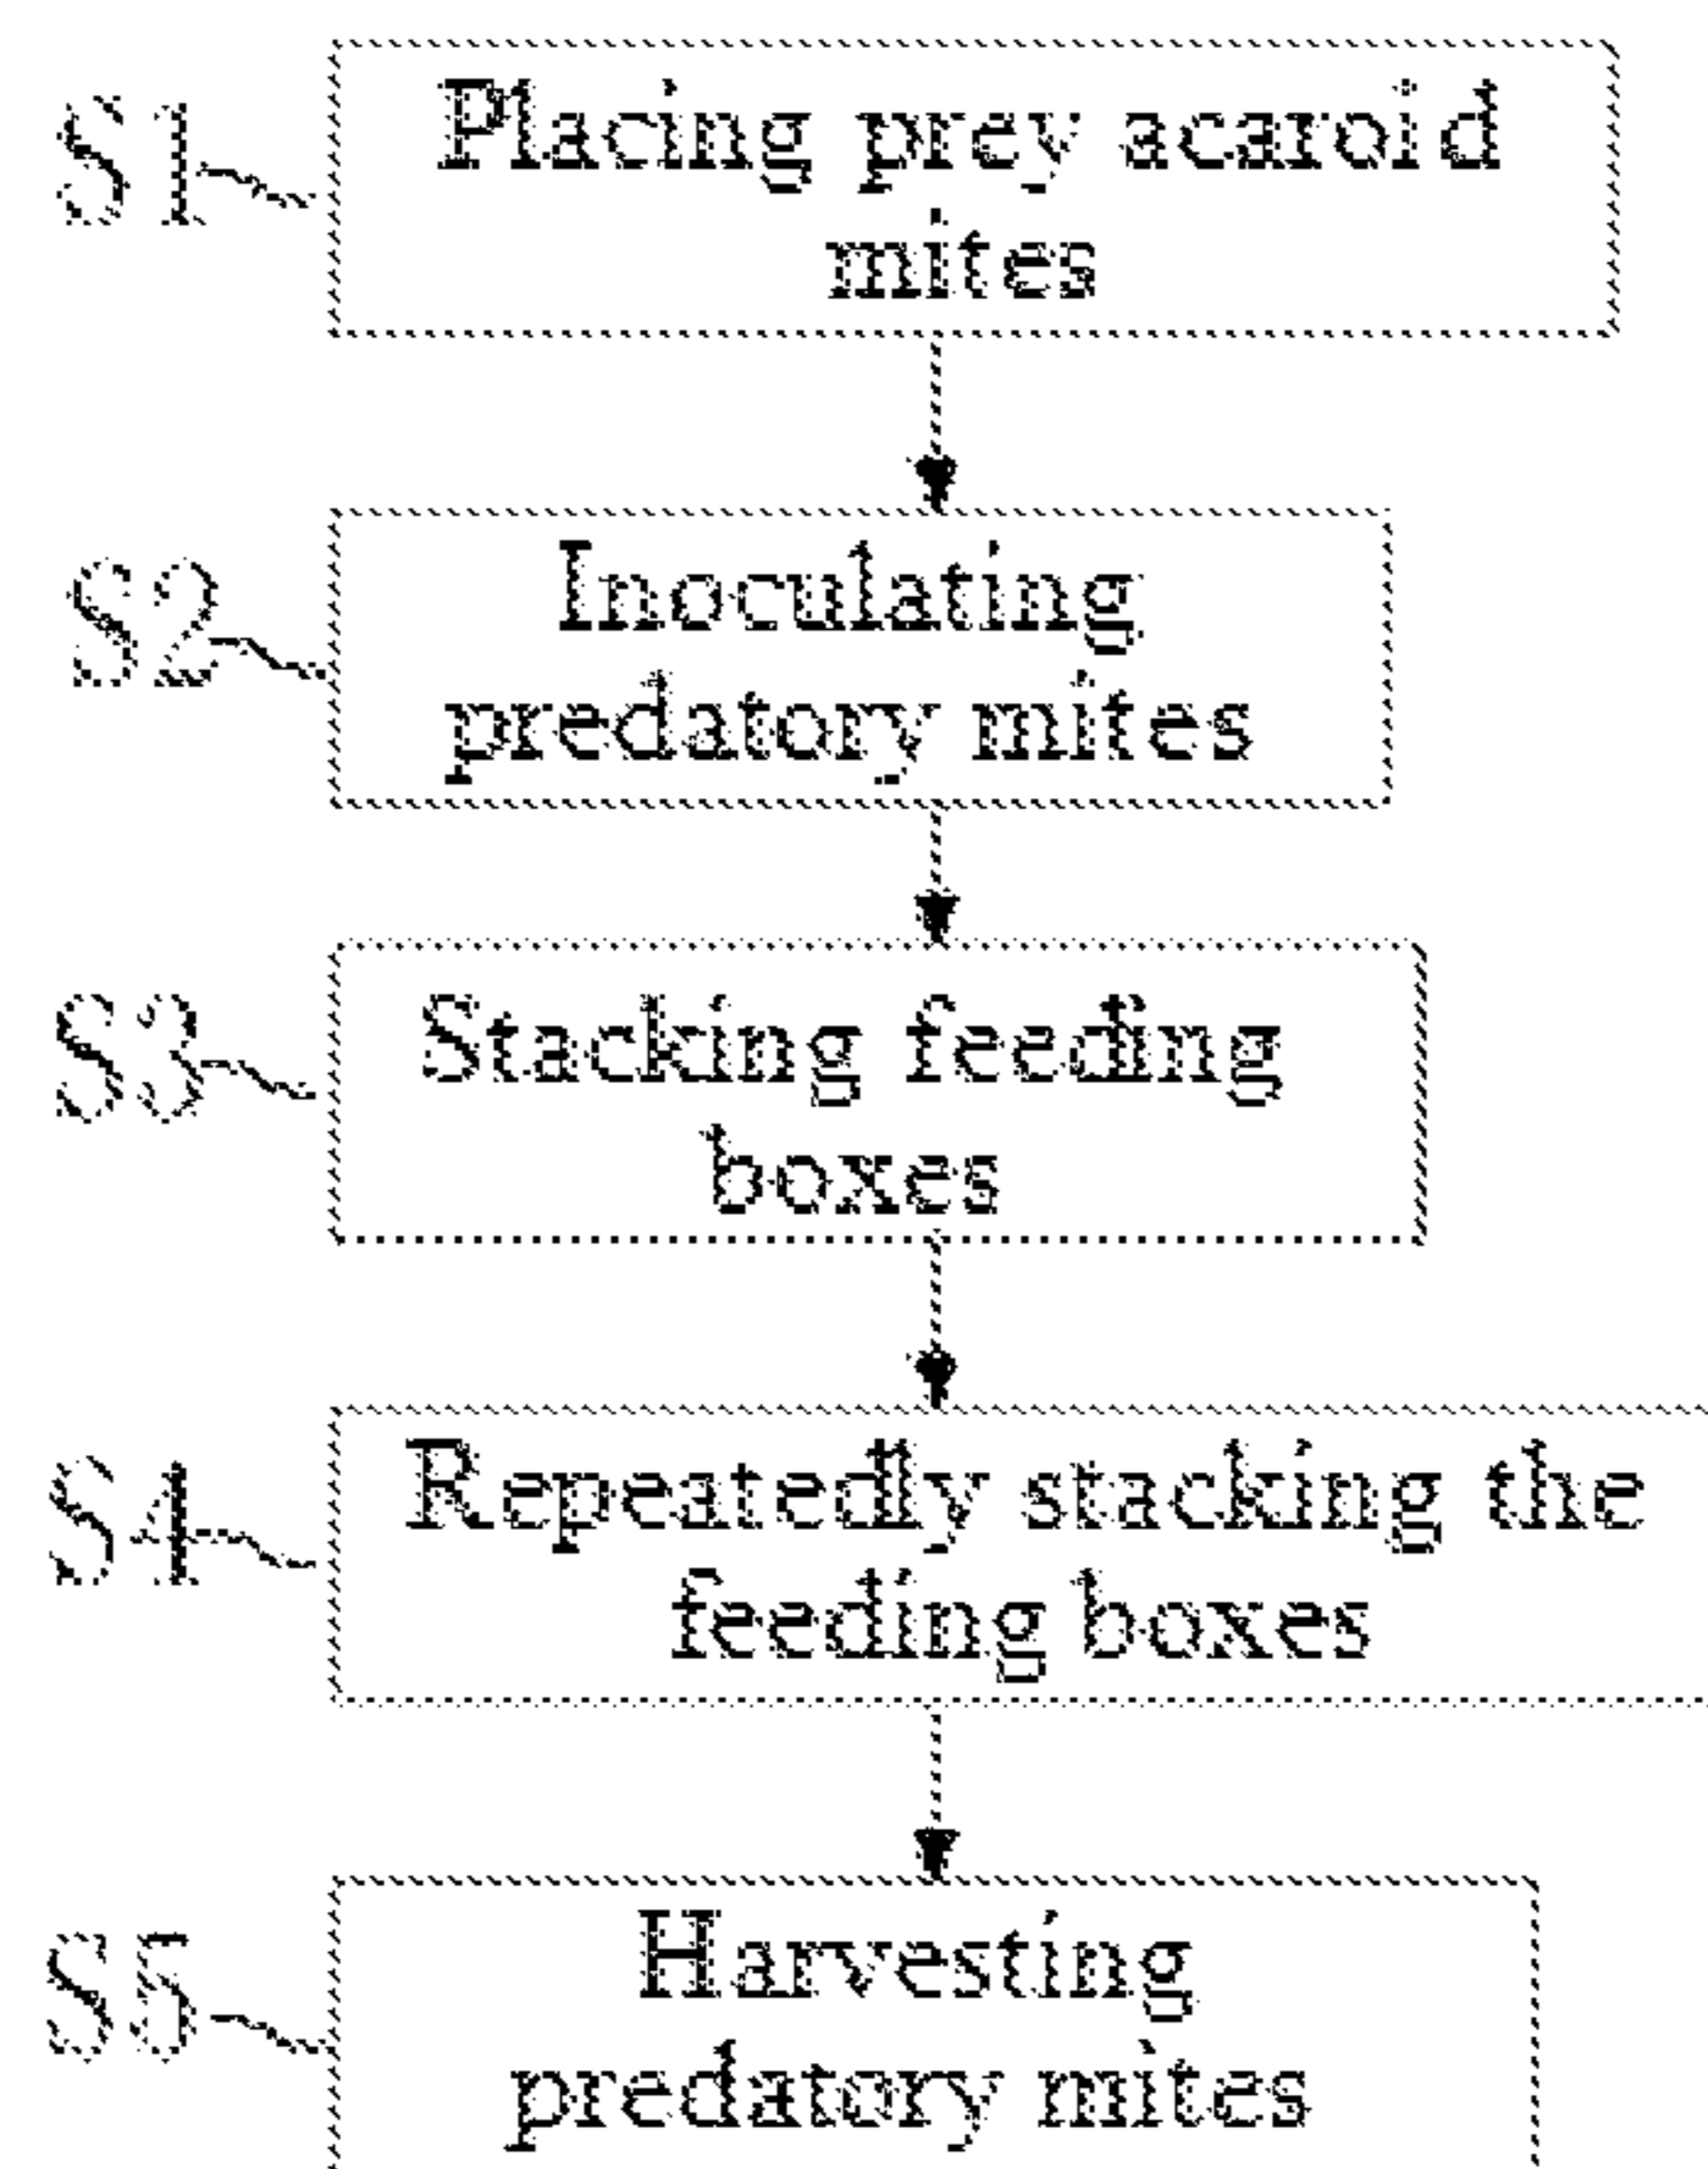 S1
Placing prey acaroid
mites
S2
Inoculating
predatory mites
S3
Stacking feeding
boxes
S4
Repeatedly stacking the
feeding boxes
S5
Harvesting
predatory mites